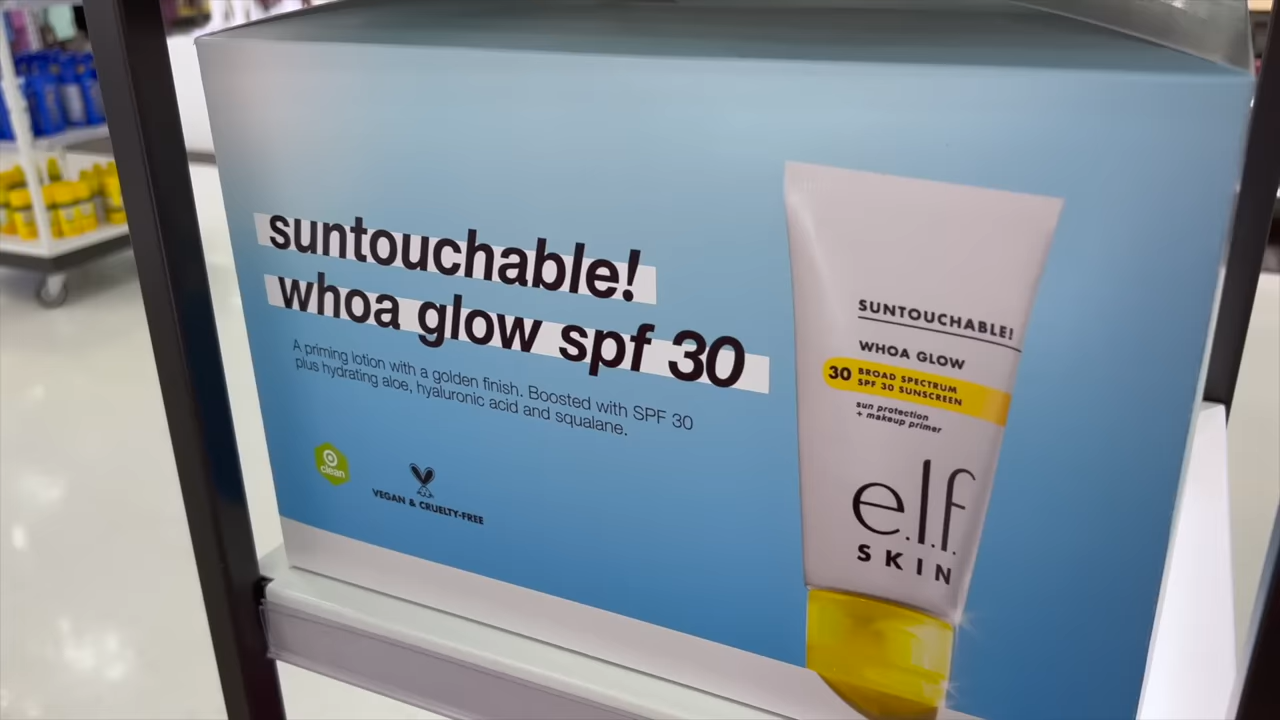 suntouchable!
whoa glow spf 30
A priming lotion with a golden finish. Boosted with SPF 30
plus hydrating aloe, hyaluronic acid and squalane.
clean
VEGAN & CRUELTY-FREE
SUNTOUCHABLE!
WHOA GLOW
30 BROAD SPECTRUM
SPF 30 SUNSCREEN
sun protection
+ makeup primer
e.l.f.
SKIN